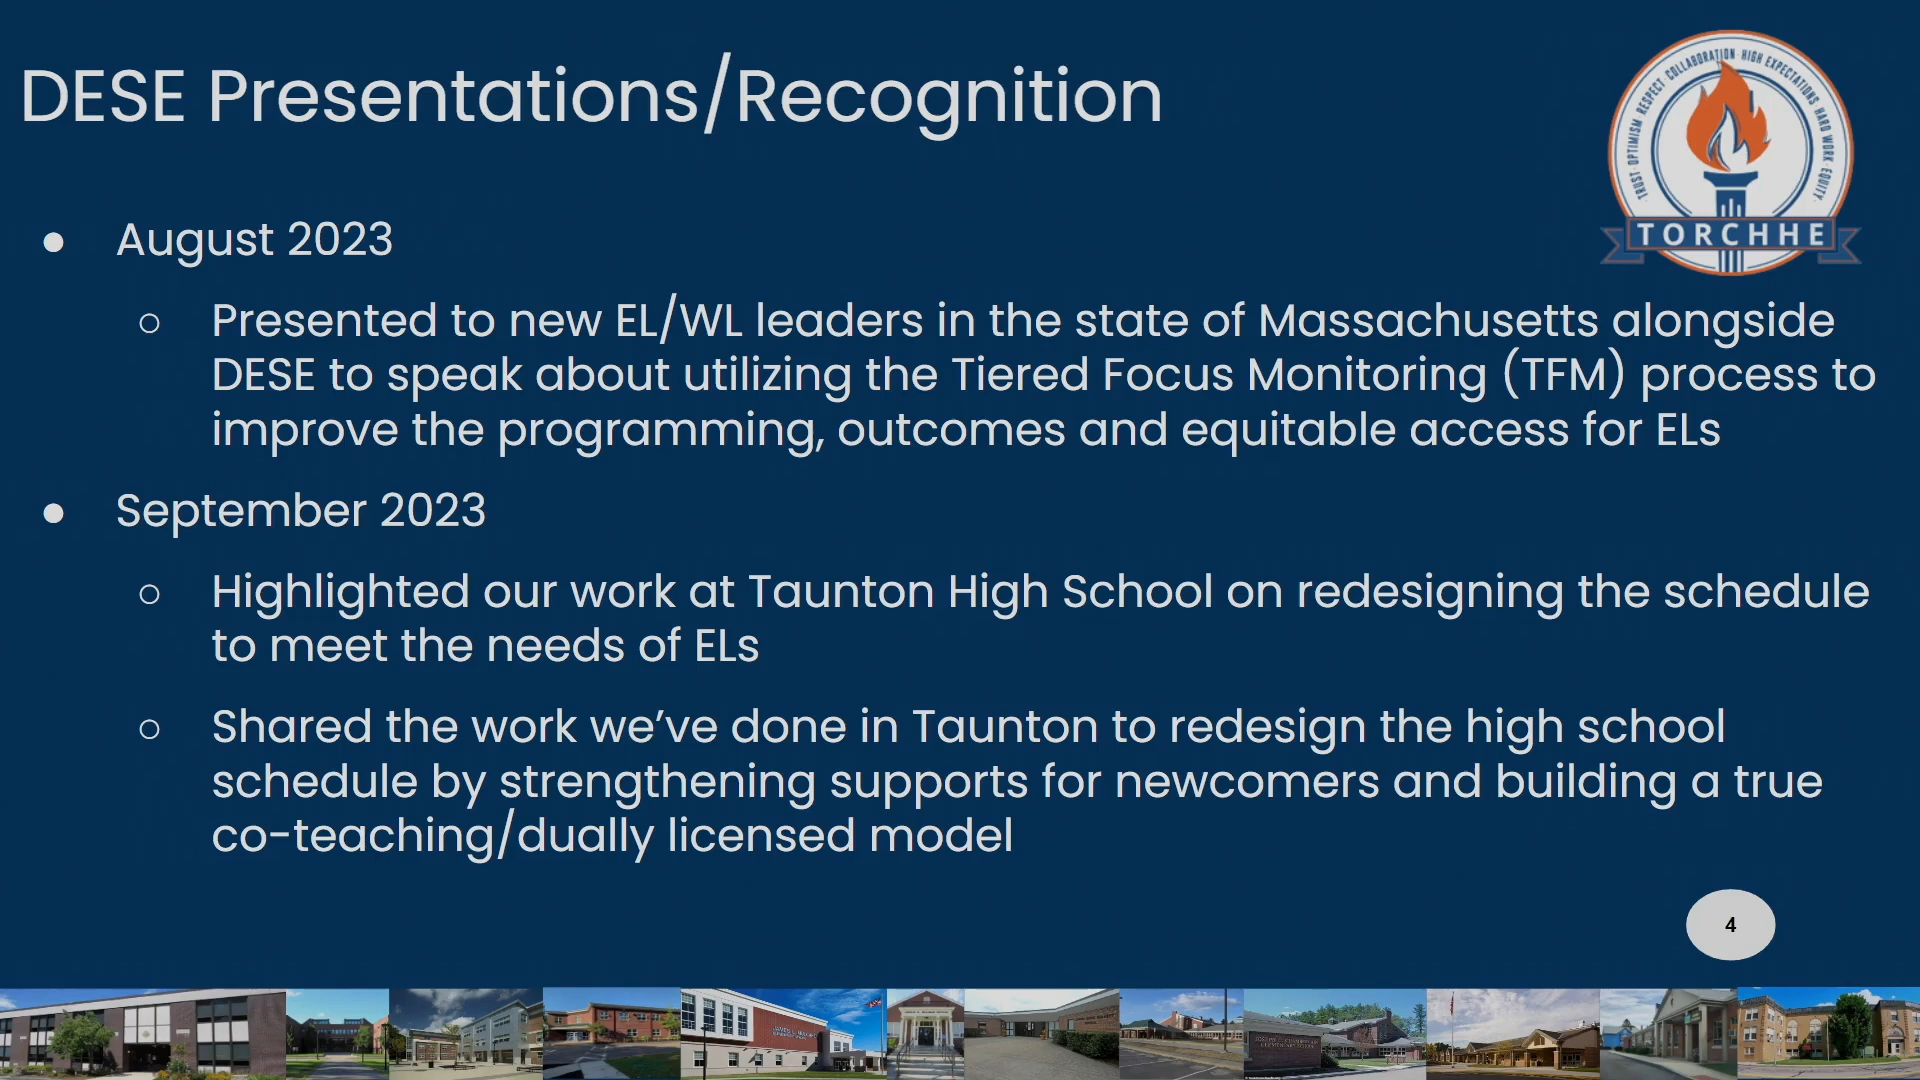 DESE Presentations/Recognition
TRUST · OPTIMISM · RESPECT · COLLABORATION · HIGH EXPECTATIONS · HARD WORK · EQUITY
TORCHHE
● August 2023
○ Presented to new EL/WL leaders in the state of Massachusetts alongside
DESE to speak about utilizing the Tiered Focus Monitoring (TFM) process to
improve the programming, outcomes and equitable access for ELs
● September 2023
○ Highlighted our work at Taunton High School on redesigning the schedule
to meet the needs of ELs
○ Shared the work we’ve done in Taunton to redesign the high school
schedule by strengthening supports for newcomers and building a true
co-teaching/dually licensed model
4